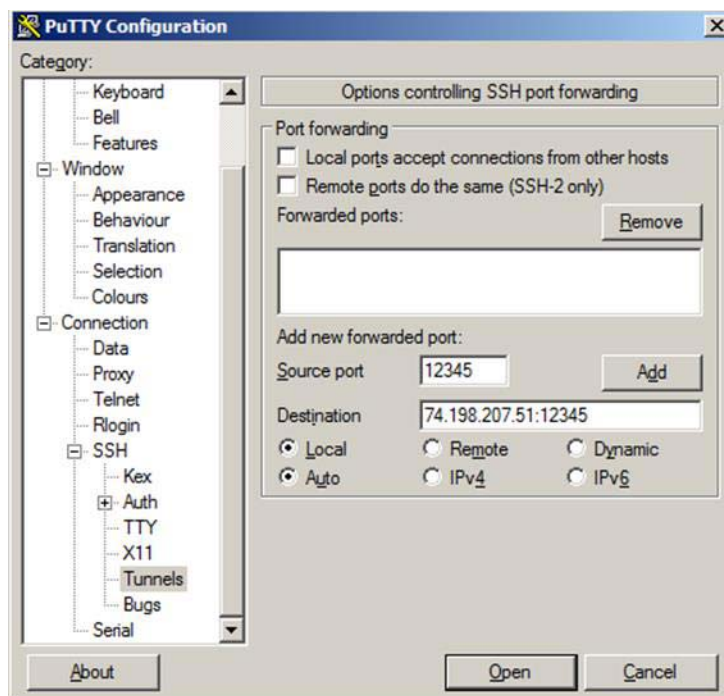 PuTTY Configuration
Category:
Keyboard
Bell
Features
Window
Appearance
Behaviour
Translation
Selection
Colours
Connection
Data
Proxy
Telnet
Rlogin
SSH
Kex
Auth
TTY
X11
Tunnels
Bugs
Serial
Options controlling SSH port forwarding
Port forwarding
Local ports accept connections from other hosts
Remote ports do the same (SSH-2 only)
Forwarded ports:
Remove
Add new forwarded port:
Source port 12345 Add
Destination 74.198.207.51:12345
Local Remote Dynamic
Auto IPv4 IPv6
About Open Cancel